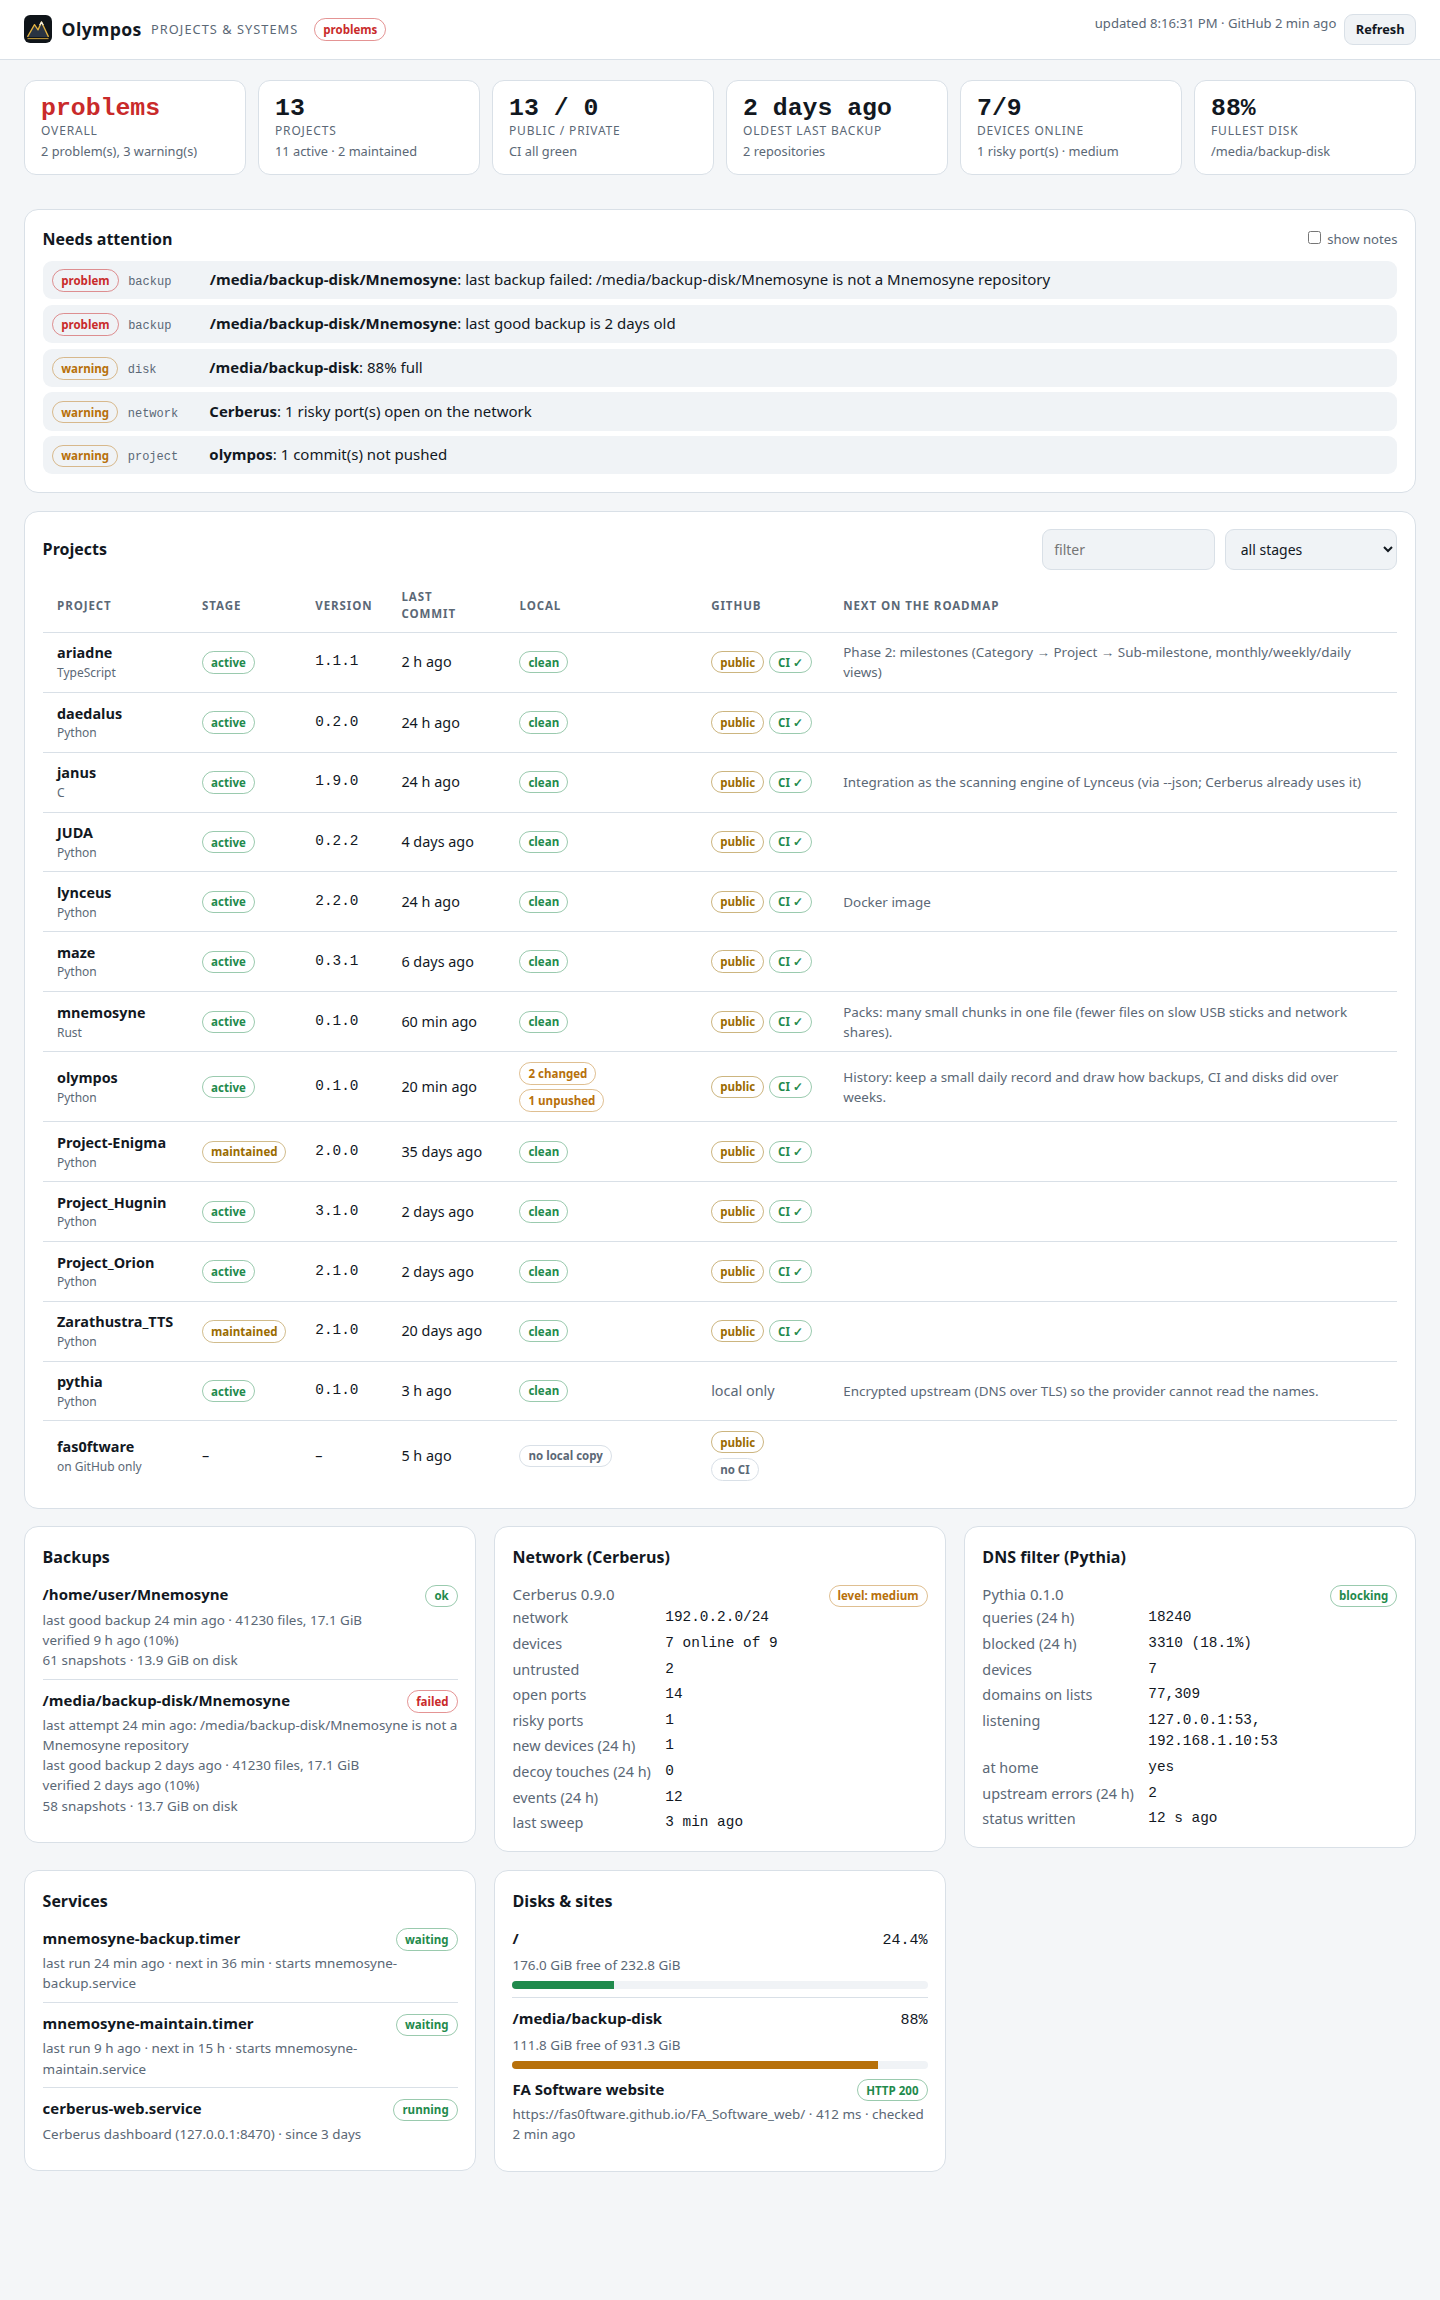 Olympos PROJECTS & SYSTEMS problems
updated 8:16:31 PM · GitHub 2 min ago Refresh
problems
OVERALL
2 problem(s), 3 warning(s)
13
PROJECTS
11 active · 2 maintained
13 / 0
PUBLIC / PRIVATE
CI all green
2 days ago
OLDEST LAST BACKUP
2 repositories
7/9
DEVICES ONLINE
1 risky port(s) · medium
88%
FULLEST DISK
/media/backup-disk
Needs attention
show notes
problem backup /media/backup-disk/Mnemosyne: last backup failed: /media/backup-disk/Mnemosyne is not a Mnemosyne repository
problem backup /media/backup-disk/Mnemosyne: last good backup is 2 days old
warning disk /media/backup-disk: 88% full
warning network Cerberus: 1 risky port(s) open on the network
warning project olympos: 1 commit(s) not pushed
Projects
filter
all stages
PROJECT STAGE VERSION LAST COMMIT LOCAL GITHUB NEXT ON THE ROADMAP
ariadne
TypeScript
active 1.1.1 2 h ago clean public CI ✓
Phase 2: milestones (Category → Project → Sub-milestone, monthly/weekly/daily
views)
daedalus
Python
active 0.2.0 24 h ago clean public CI ✓
janus
C
active 1.9.0 24 h ago clean public CI ✓ Integration as the scanning engine of Lynceus (via --json; Cerberus already uses it)
JUDA
Python
active 0.2.2 4 days ago clean public CI ✓
lynceus
Python
active 2.2.0 24 h ago clean public CI ✓ Docker image
maze
Python
active 0.3.1 6 days ago clean public CI ✓
mnemosyne
Rust
active 0.1.0 60 min ago clean public CI ✓
Packs: many small chunks in one file (fewer files on slow USB sticks and network
shares).
olympos
Python
active 0.1.0 20 min ago
2 changed
1 unpushed
public CI ✓
History: keep a small daily record and draw how backups, CI and disks did over
weeks.
Project-Enigma
Python
maintained 2.0.0 35 days ago clean public CI ✓
Project_Hugnin
Python
active 3.1.0 2 days ago clean public CI ✓
Project_Orion
Python
active 2.1.0 2 days ago clean public CI ✓
Zarathustra_TTS
Python
maintained 2.1.0 20 days ago clean public CI ✓
pythia
Python
active 0.1.0 3 h ago clean local only Encrypted upstream (DNS over TLS) so the provider cannot read the names.
fas0ftware
on GitHub only
– – 5 h ago no local copy
public
no CI
Backups
/home/user/Mnemosyne ok
last good backup 24 min ago · 41230 files, 17.1 GiB
verified 9 h ago (10%)
61 snapshots · 13.9 GiB on disk
/media/backup-disk/Mnemosyne failed
last attempt 24 min ago: /media/backup-disk/Mnemosyne is not a
Mnemosyne repository
last good backup 2 days ago · 41230 files, 17.1 GiB
verified 2 days ago (10%)
58 snapshots · 13.7 GiB on disk
Network (Cerberus)
Cerberus 0.9.0 level: medium
network 192.0.2.0/24
devices 7 online of 9
untrusted 2
open ports 14
risky ports 1
new devices (24 h) 1
decoy touches (24 h) 0
events (24 h) 12
last sweep 3 min ago
DNS filter (Pythia)
Pythia 0.1.0 blocking
queries (24 h) 18240
blocked (24 h) 3310 (18.1%)
devices 7
domains on lists 77,309
listening 127.0.0.1:53,
192.168.1.10:53
at home yes
upstream errors (24 h) 2
status written 12 s ago
Services
mnemosyne-backup.timer waiting
last run 24 min ago · next in 36 min · starts mnemosyne-
backup.service
mnemosyne-maintain.timer waiting
last run 9 h ago · next in 15 h · starts mnemosyne-
maintain.service
cerberus-web.service running
Cerberus dashboard (127.0.0.1:8470) · since 3 days
Disks & sites
/ 24.4%
176.0 GiB free of 232.8 GiB
/media/backup-disk 88%
111.8 GiB free of 931.3 GiB
FA Software website HTTP 200
https://fas0ftware.github.io/FA_Software_web/ · 412 ms · checked
2 min ago